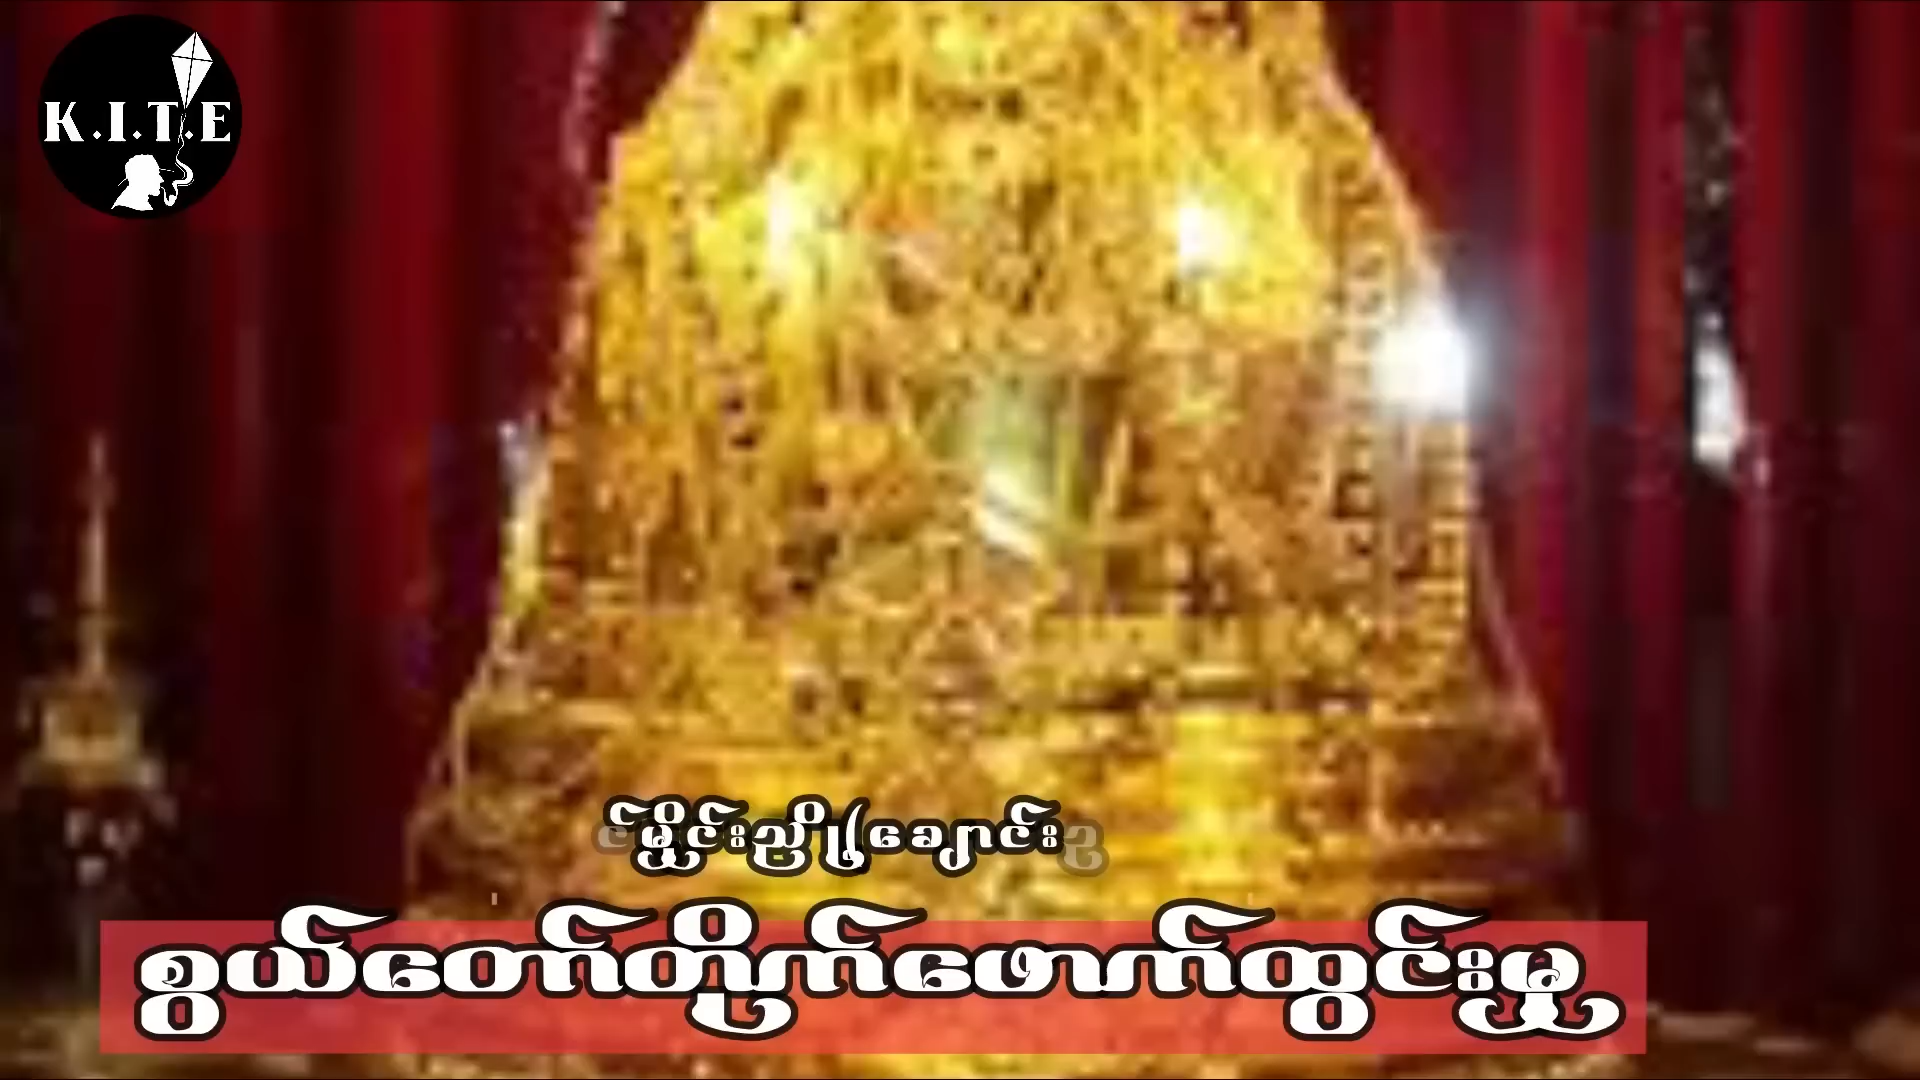 K.I.T.E
မှိုင်းညို့ချောင်း
စွယ်တော်တိုက်ဖောက်ထွင်းမှု